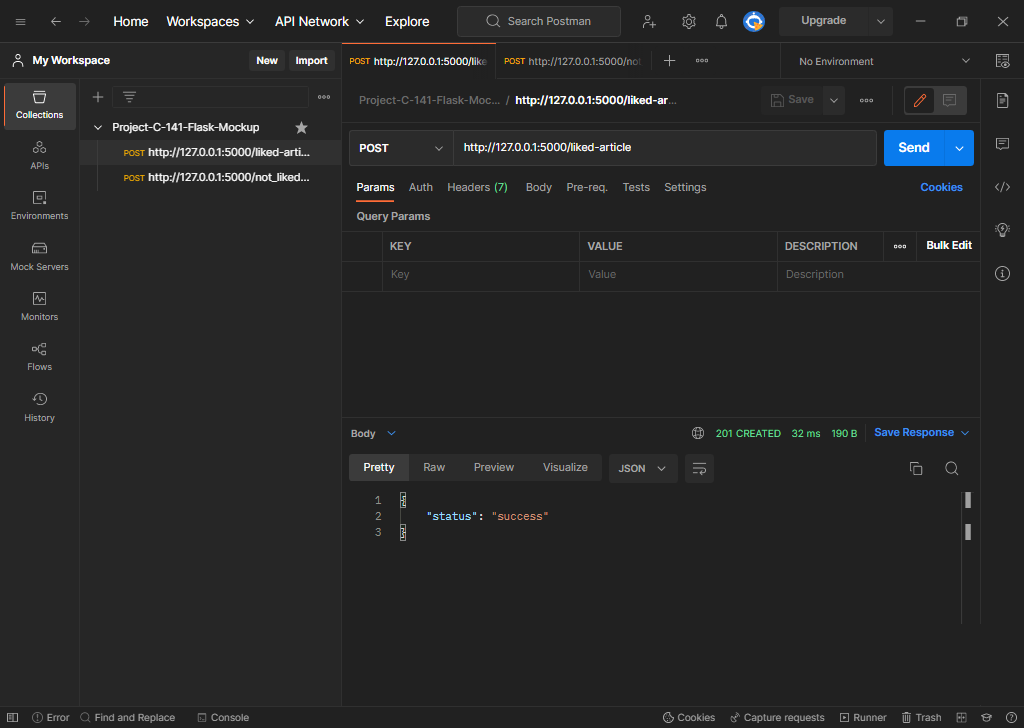 Home Workspaces API Network Explore Search Postman Upgrade
My Workspace New Import POST http://127.0.0.1:5000/like POST http://127.0.0.1:5000/not No Environment
Collections
APIs
Environments
Mock Servers
Monitors
Flows
History
Project-C-141-Flask-Mockup
POST http://127.0.0.1:5000/liked-arti...
POST http://127.0.0.1:5000/not_liked...
Project-C-141-Flask-Moc... / http://127.0.0.1:5000/liked-ar... Save
POST http://127.0.0.1:5000/liked-article Send
Params Auth Headers (7) Body Pre-req. Tests Settings Cookies
Query Params
KEY VALUE DESCRIPTION Bulk Edit
Key Value Description
Body 201 CREATED 32 ms 190 B Save Response
Pretty Raw Preview Visualize JSON
1 {
2 "status": "success"
3 }
Error Find and Replace Console Cookies Capture requests Runner Trash